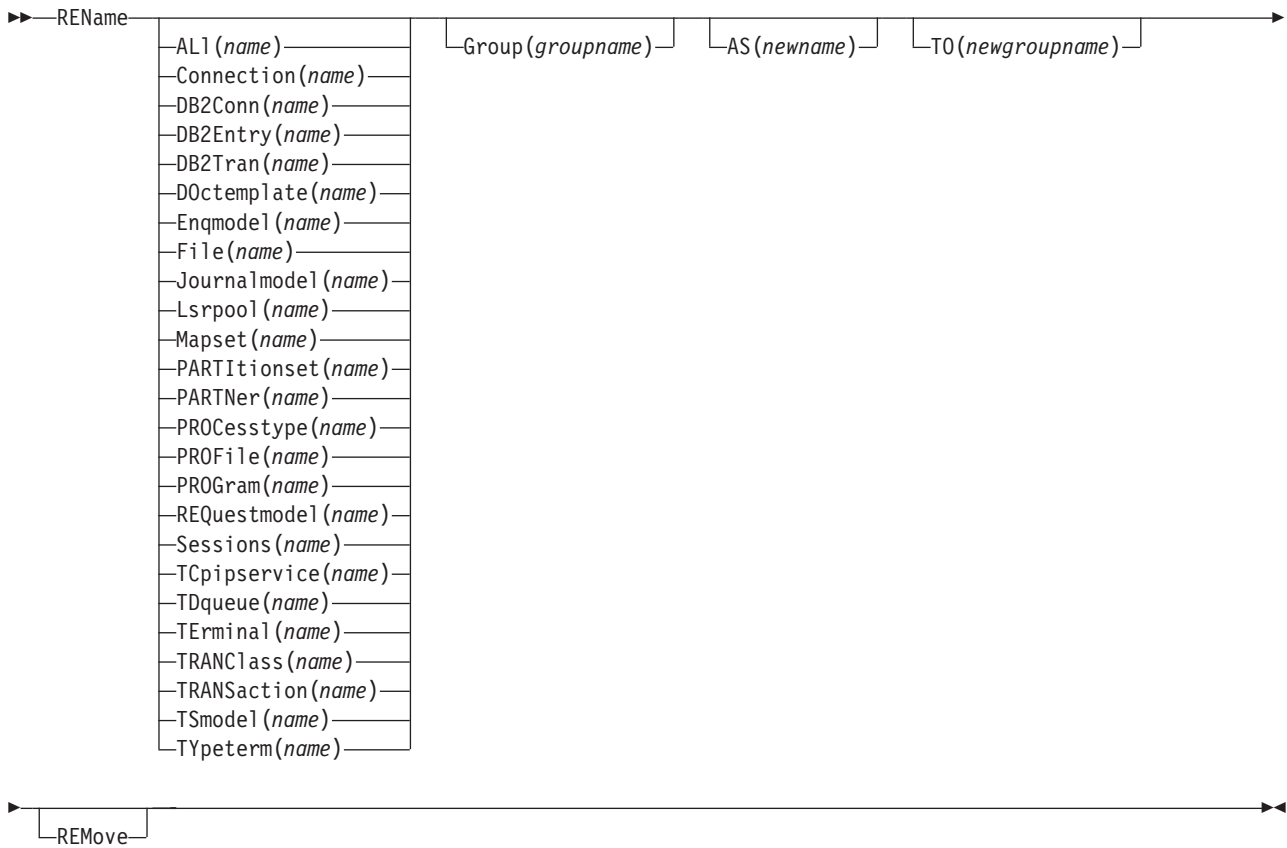 REName Group(groupname) AS(newname) TO(newgroupname)
ALl(name)
Connection(name)
DB2Conn(name)
DB2Entry(name)
DB2Tran(name)
DOctemplate(name)
Enqmodel(name)
File(name)
Journalmodel(name)
Lsrpool(name)
Mapset(name)
PARTItionset(name)
PARTNer(name)
PROCesstype(name)
PROFile(name)
PROGram(name)
REQuestmodel(name)
Sessions(name)
TCpipservice(name)
TDqueue(name)
TErminal(name)
TRANClass(name)
TRANSaction(name)
TSmodel(name)
TYpeterm(name)
REMove